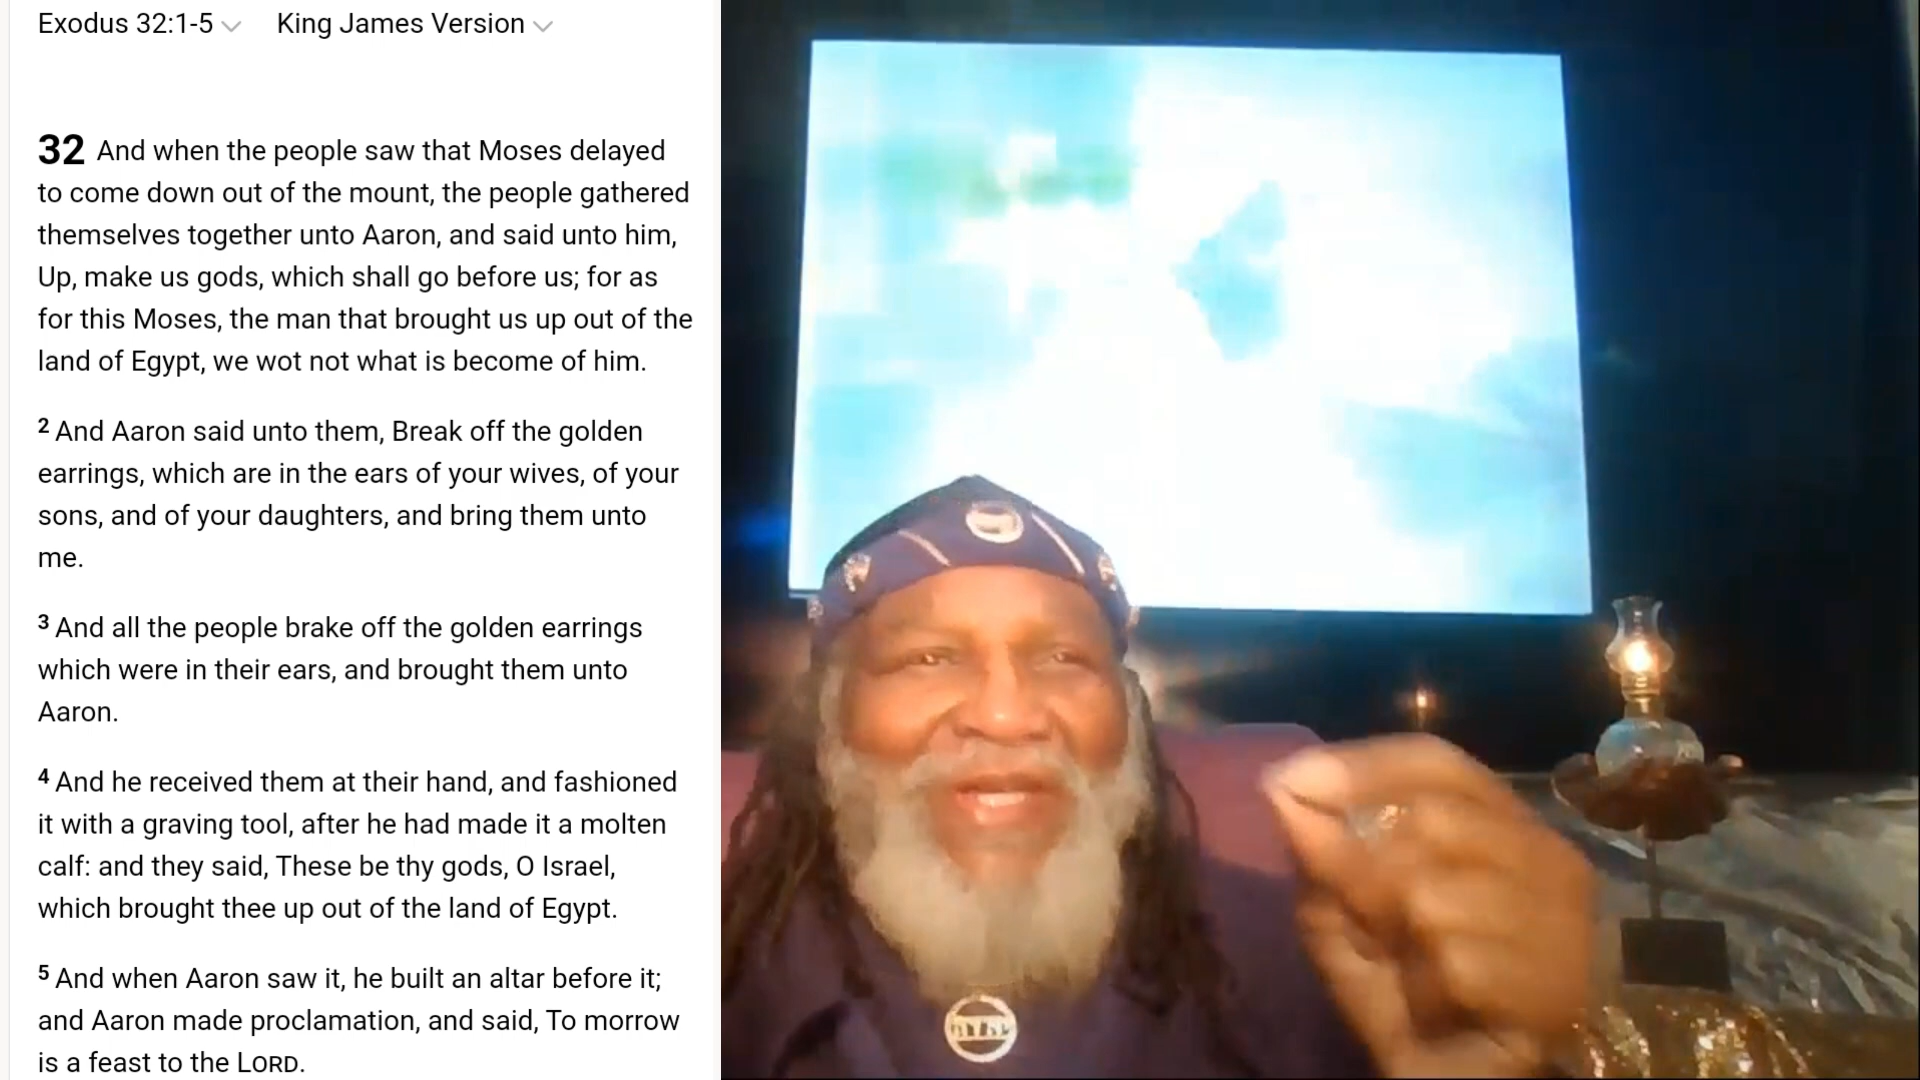 Exodus 32:1-5 King James Version
32 And when the people saw that Moses delayed
to come down out of the mount, the people gathered
themselves together unto Aaron, and said unto him,
Up, make us gods, which shall go before us; for as
for this Moses, the man that brought us up out of the
land of Egypt, we wot not what is become of him.
2 And Aaron said unto them, Break off the golden
earrings, which are in the ears of your wives, of your
sons, and of your daughters, and bring them unto
me.
3 And all the people brake off the golden earrings
which were in their ears, and brought them unto
Aaron.
4 And he received them at their hand, and fashioned
it with a graving tool, after he had made it a molten
calf: and they said, These be thy gods, O Israel,
which brought thee up out of the land of Egypt.
5 And when Aaron saw it, he built an altar before it;
and Aaron made proclamation, and said, To morrow
is a feast to the LORD.